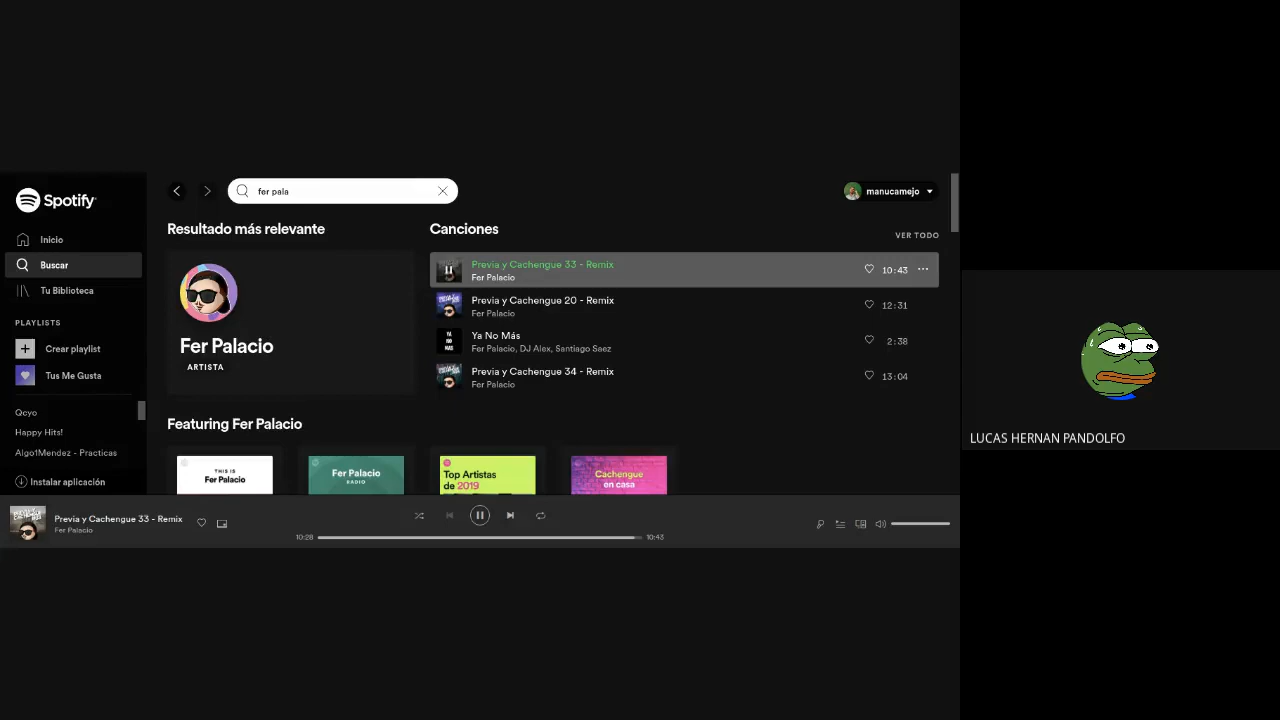 Spotify
fer pala
manucamejo
Inicio
Buscar
Tu Biblioteca
PLAYLISTS
Crear playlist
Tus Me Gusta
Qcyo
Happy Hits!
Algo1Mendez - Practicas
Instalar aplicación
Resultado más relevante
Fer Palacio
ARTISTA
Canciones
VER TODO
Previa y Cachengue 33 - Remix
Fer Palacio
10:43
Previa y Cachengue 20 - Remix
Fer Palacio
12:31
Ya No Más
Fer Palacio, DJ Alex, Santiago Saez
2:38
Previa y Cachengue 34 - Remix
Fer Palacio
13:04
Featuring Fer Palacio
THIS IS
Fer Palacio
Fer Palacio
RADIO
Top Artistas
de 2019
Cachengue
en casa
Previa y Cachengue 33 - Remix
Fer Palacio
10:28
10:43
LUCAS HERNAN PANDOLFO